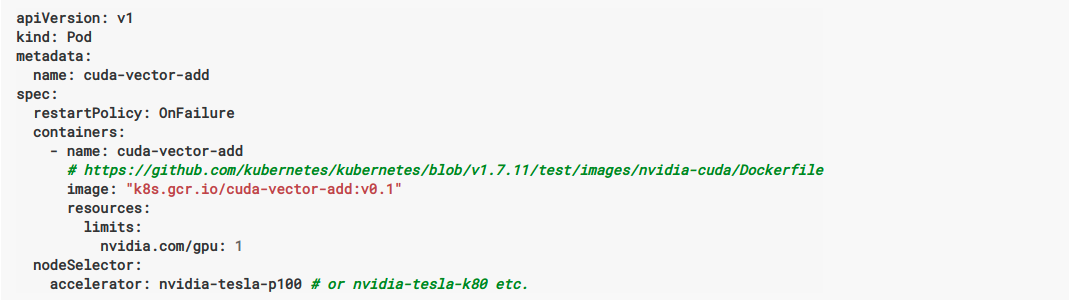 apiVersion: v1
kind: Pod
metadata:
  name: cuda-vector-add
spec:
  restartPolicy: OnFailure
  containers:
    - name: cuda-vector-add
      # https://github.com/kubernetes/kubernetes/blob/v1.7.11/test/images/nvidia-cuda/Dockerfile
      image: "k8s.gcr.io/cuda-vector-add:v0.1"
      resources:
        limits:
          nvidia.com/gpu: 1
  nodeSelector:
    accelerator: nvidia-tesla-p100 # or nvidia-tesla-k80 etc.